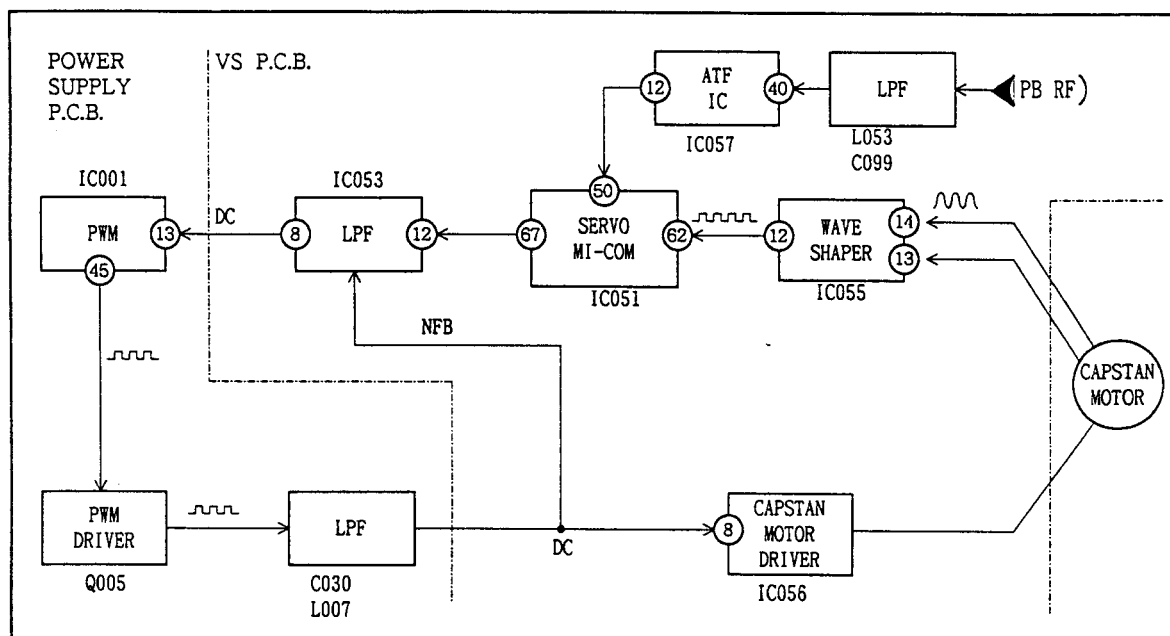 POWER
SUPPLY
P.C.B.
VS P.C.B.
12
ATF
IC
40
IC057
LPF
L053
C099
(PB RF)
IC001
PWM
13
45
DC
IC053
8
LPF
12
50
67
SERVO
MI-COM
62
IC051
12
WAVE
SHAPER
14
13
IC055
NFB
CAPSTAN
MOTOR
PWM
DRIVER
Q005
LPF
C030
L007
DC
8
CAPSTAN
MOTOR
DRIVER
IC056